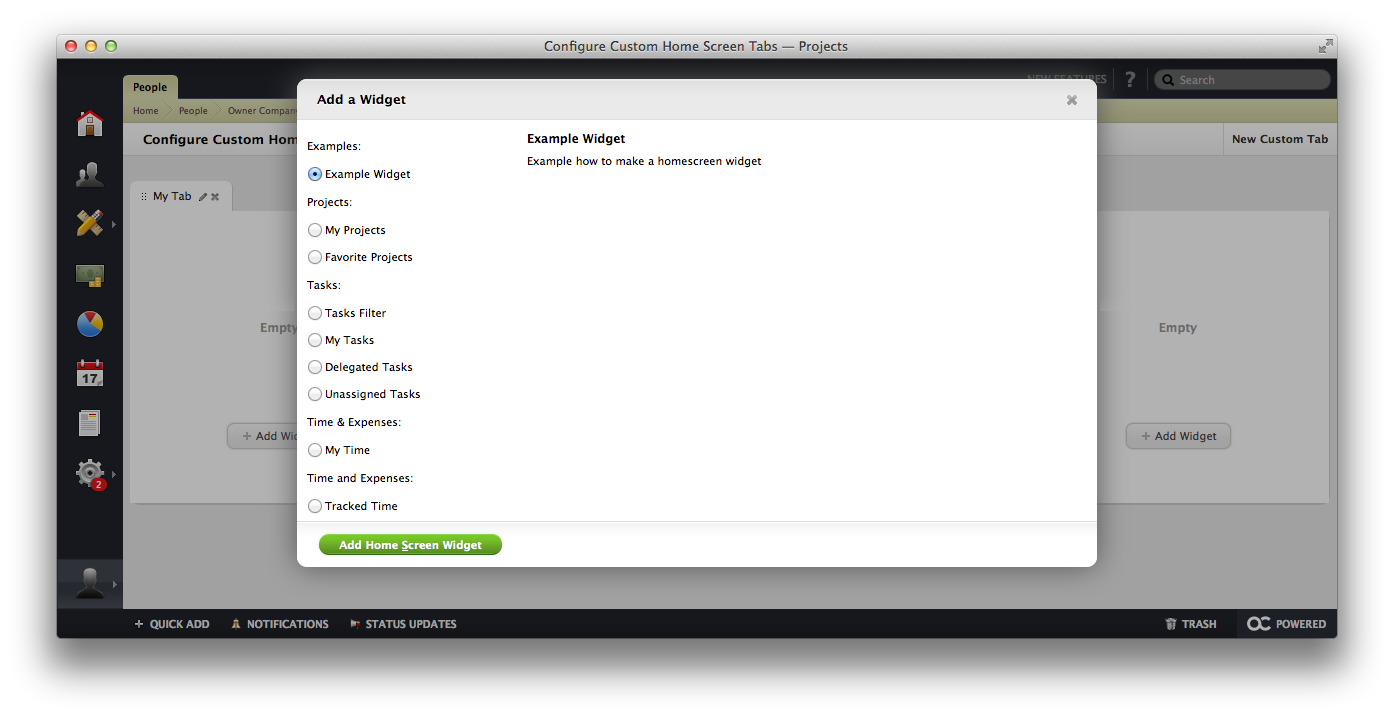 Configure Custom Home Screen Tabs — Projects
People
NEW FEATURES
?
Search
Home
People
Owner Compan
Configure Custom Hom
New Custom Tab
My Tab
Add a Widget
Examples:
Example Widget
Projects:
My Projects
Favorite Projects
Tasks:
Tasks Filter
My Tasks
Delegated Tasks
Unassigned Tasks
Time & Expenses:
My Time
Time and Expenses:
Tracked Time
Example Widget
Example how to make a homescreen widget
Add Home Screen Widget
Empty
+ Add Wid
Empty
+ Add Widget
17
2
+ QUICK ADD
NOTIFICATIONS
STATUS UPDATES
TRASH
POWERED